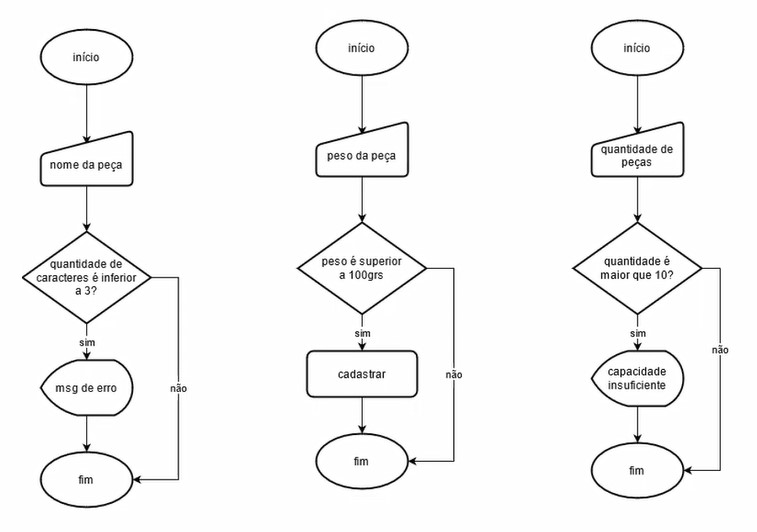 início
nome da peça
quantidade de
caracteres é inferior
a 3?
sim
não
msg de erro
fim
início
peso da peça
peso é superior
a 100grs
sim
não
cadastrar
fim
início
quantidade de
peças
quantidade é
maior que 10?
sim
não
capacidade
insuficiente
fim